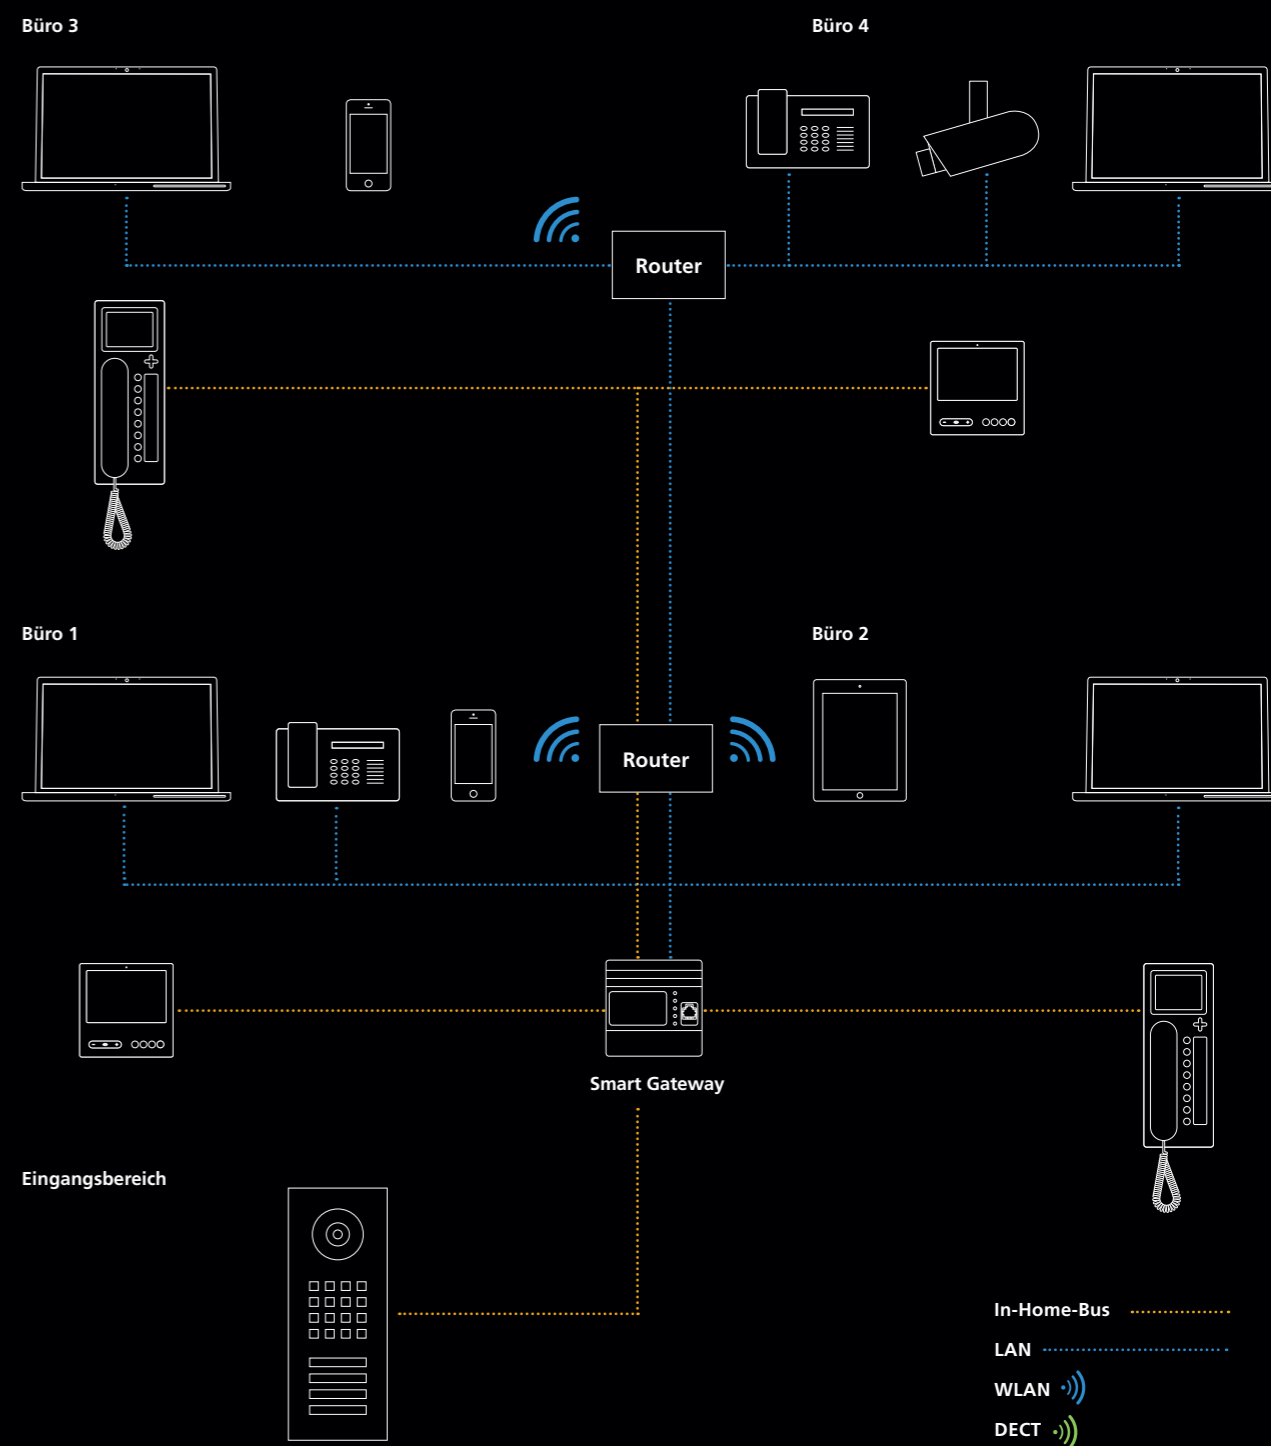 Büro 3
Büro 4
Router
Büro 1
Büro 2
Router
Smart Gateway
Eingangsbereich
In-Home-Bus
LAN
WLAN
DECT